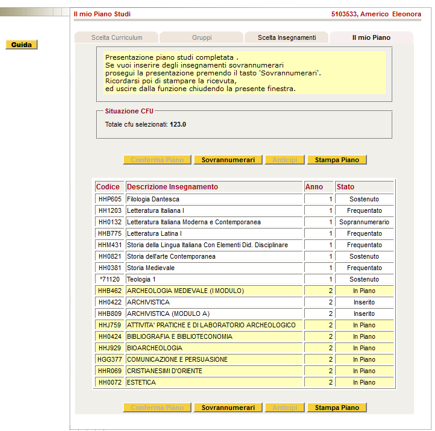 Il mio Piano Studi 5103533, Americo Eleonora
Guida
Scelta Curriculum Gruppi Scelta Insegnamenti Il mio Piano
Presentazione piano studi completata .
Se vuoi inserire degli insegnamenti sovrannumerari
prosegui la presentazione premendo il tasto 'Sovrannumerari'.
Ricordarsi poi di stampare la ricevuta,
ed uscire dalla funzione chiudendo la presente finestra.
Situazione CFU
Totale cfu selezionati: 123.0
Conferma Piano Sovrannumerari Anticipi Stampa Piano
Codice Descrizione Insegnamento Anno Stato
HHP605 Filologia Dantesca 1 Sostenuto
HH1203 Letteratura Italiana I 1 Frequentato
HH0132 Letteratura Italiana Moderna e Contemporanea 1 Soprannumerario
HHB775 Letteratura Latina I 1 Frequentato
HHM431 Storia della Lingua Italiana Con Elementi Did. Disciplinare 1 Frequentato
HH0821 Storia dell'arte Contemporanea 1 Sostenuto
HH0381 Storia Medievale 1 Frequentato
*71120 Teologia 1 1 Sostenuto
HHB462 ARCHEOLOGIA MEDIEVALE (I MODULO) 2 In Piano
HH0422 ARCHIVISTICA 2 Inserito
HHB809 ARCHIVISTICA (MODULO A) 2 Inserito
HHJ759 ATTIVITA' PRATICHE E DI LABORATORIO ARCHEOLOGICO 2 In Piano
HH0424 BIBLIOGRAFIA E BIBLIOTECONOMIA 2 In Piano
HHJ929 BIOARCHEOLOGIA 2 In Piano
HGG377 COMUNICAZIONE E PERSUASIONE 2 In Piano
HHR069 CRISTIANESIMI D'ORIENTE 2 In Piano
HH0072 ESTETICA 2 In Piano
Conferma Piano Sovrannumerari Anticipi Stampa Piano